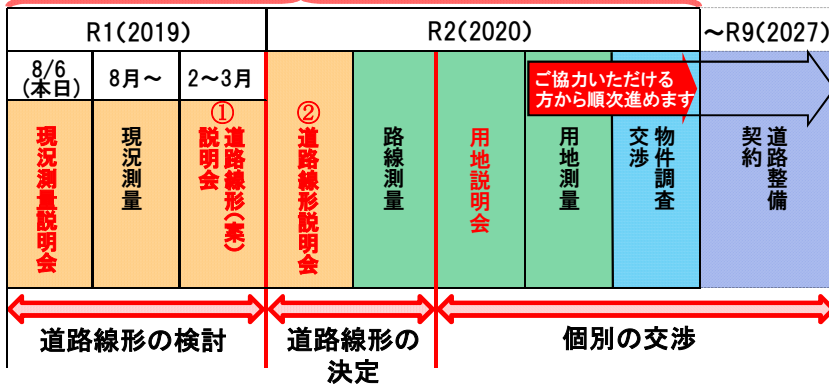 R1(2019)
R2(2020)
～R9(2027)
8/6
(本日)
8月～
2～3月
ご協力いただける
方から順次進めます
現況測量説明会
現況測量
①
道路線形(案)
説明会
②
道路線形説明会
路線測量
用地説明会
用地測量
物件調査
交渉
道路整備
契約
道路線形の検討
道路線形の
決定
個別の交渉